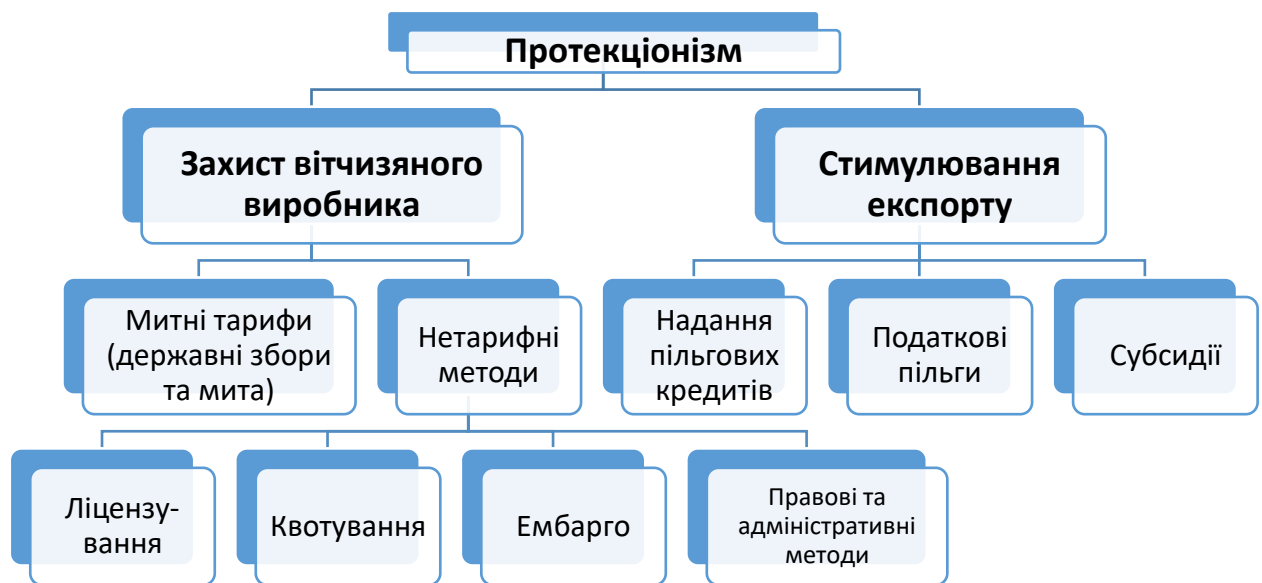 Протекціонізм
Захист вітчизяного
виробника
Стимулювання
експорту
Митні тарифи
(державні збори
та мита)
Нетарифні
методи
Надання
пільгових
кредитів
Податкові
пільги
Субсидії
Ліцензу-
вання
Квотування
Ембарго
Правові та
адміністративні
методи